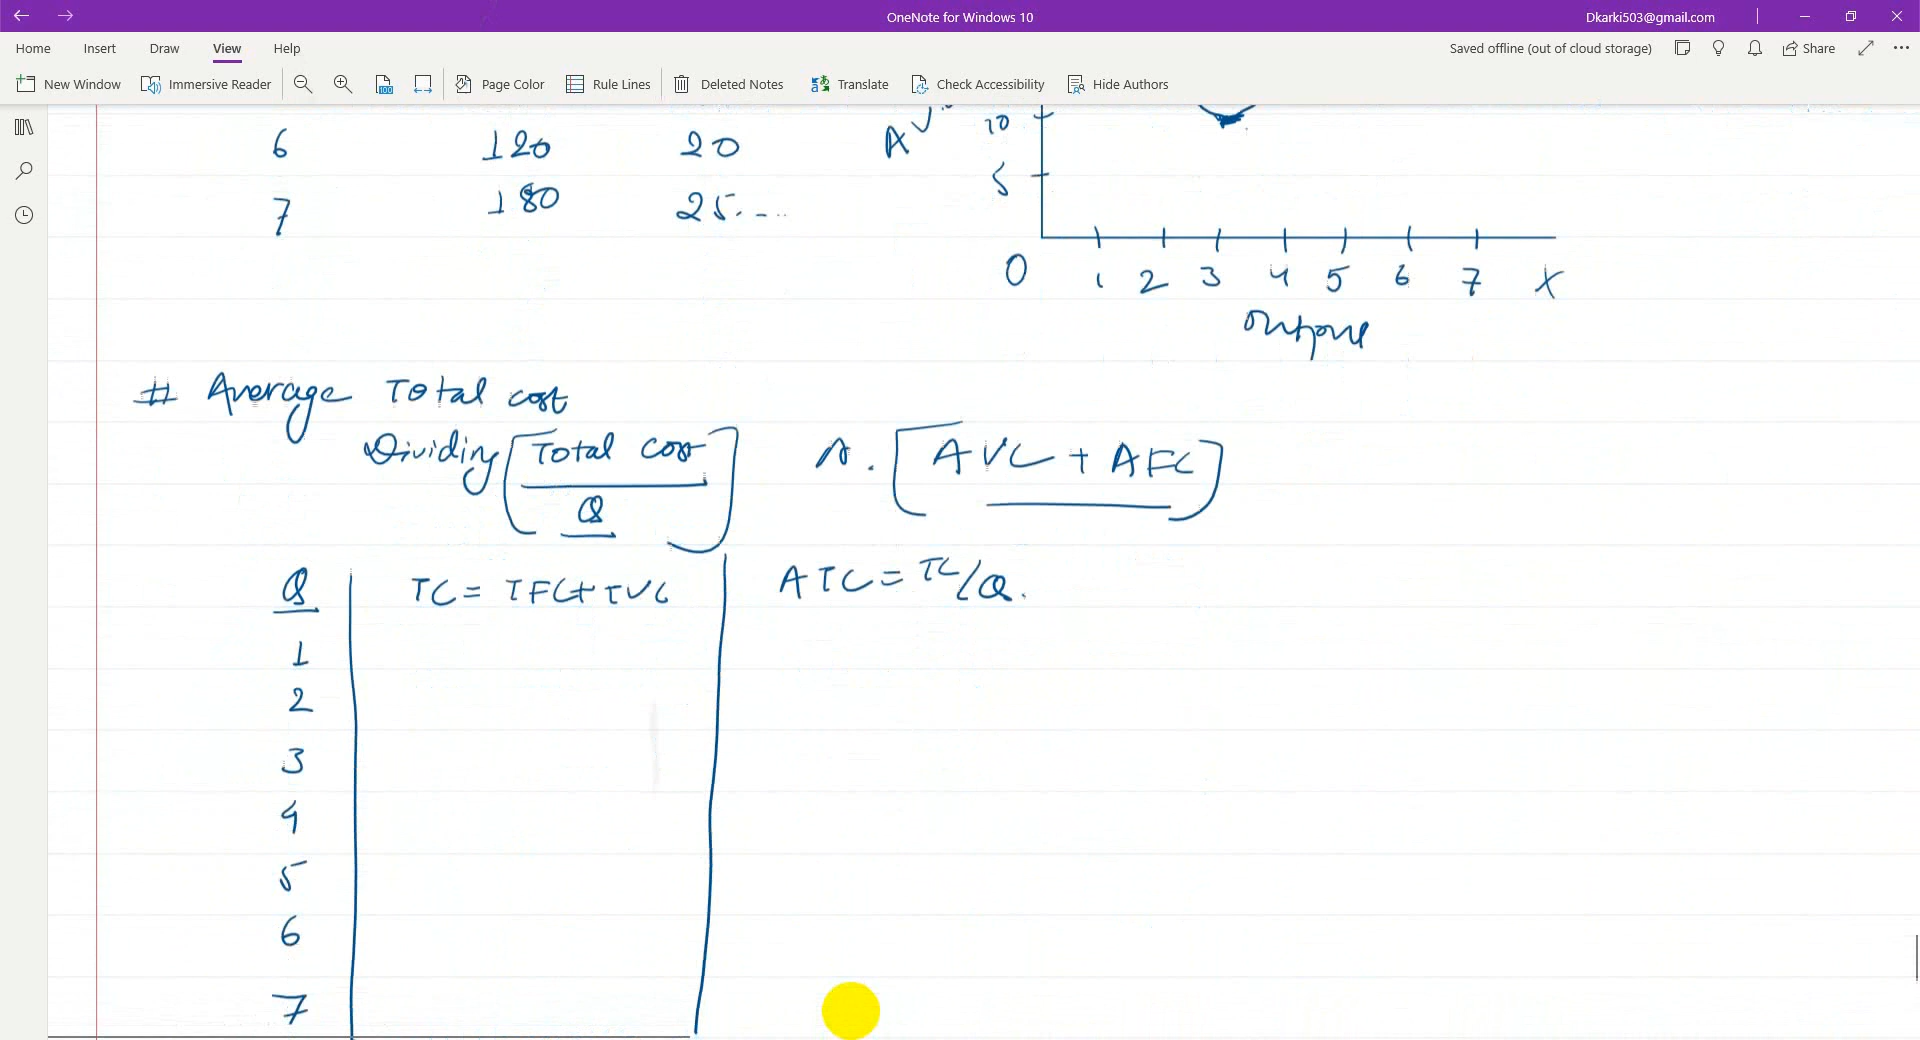 OneNote for Windows 10
Dkarki503@gmail.com
Home Insert Draw View Help
Saved offline (out of cloud storage) Share
New Window Immersive Reader Page Color Rule Lines Deleted Notes Translate Check Accessibility Hide Authors
6 120 20
7 180 25....
10
5
0 1 2 3 4 5 6 7 X
# Average Total cost
Dividing [Total cost / Q] [AVC + AFC]
Q TC = TFC + TVC ATC = TC/Q.
1
2
3
4
5
6
7